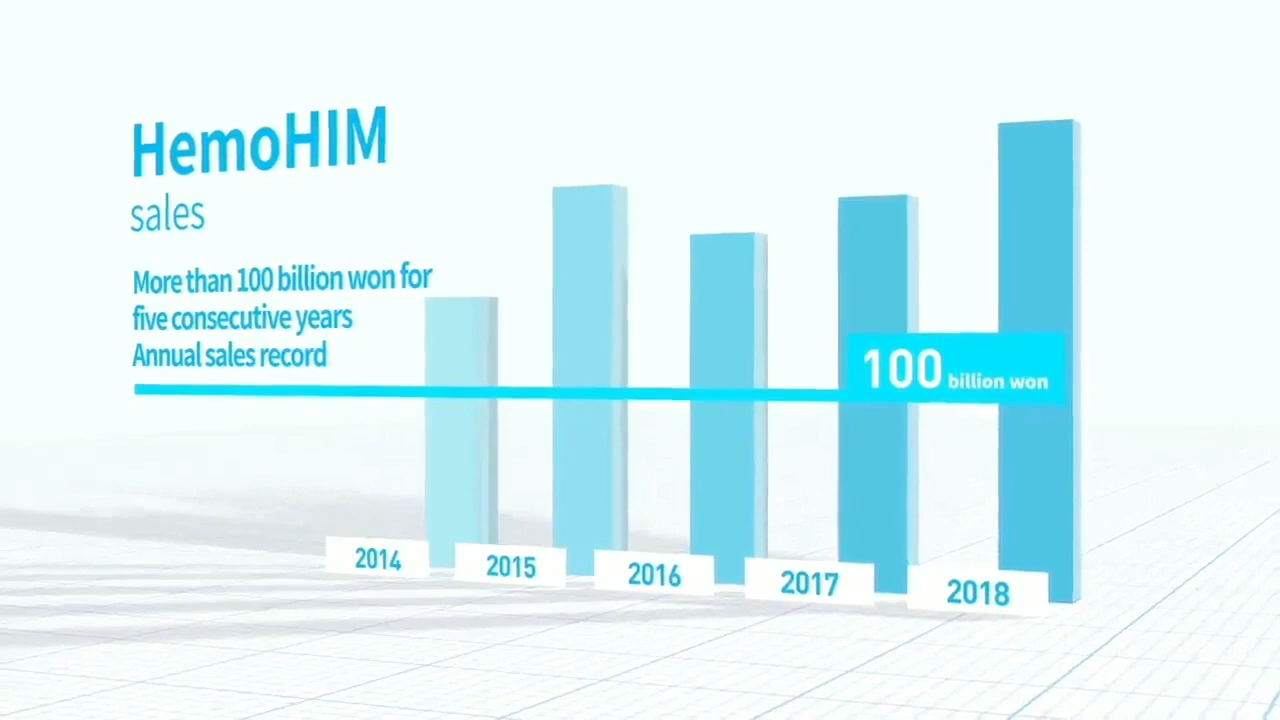 HemoHIM
sales
More than 100 billion won for
five consecutive years
Annual sales record
100 billion won
2014
2015
2016
2017
2018